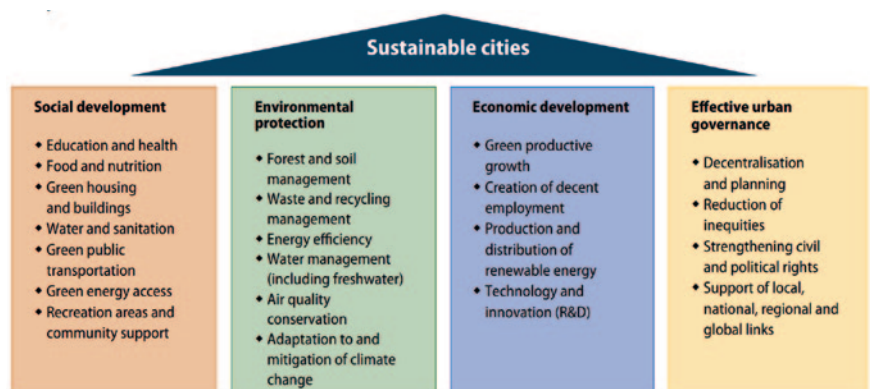 Sustainable cities
Social development
◆ Education and health
◆ Food and nutrition
◆ Green housing
and buildings
◆ Water and sanitation
◆ Green public
transportation
◆ Green energy access
◆ Recreation areas and
community support
Environmental
protection
◆ Forest and soil
management
◆ Waste and recycling
management
◆ Energy efficiency
◆ Water management
(including freshwater)
◆ Air quality
conservation
◆ Adaptation to and
mitigation of climate
change
Economic development
◆ Green productive
growth
◆ Creation of decent
employment
◆ Production and
distribution of
renewable energy
◆ Technology and
innovation (R&D)
Effective urban
governance
◆ Decentralisation
and planning
◆ Reduction of
inequities
◆ Strengthening civil
and political rights
◆ Support of local,
national, regional and
global links